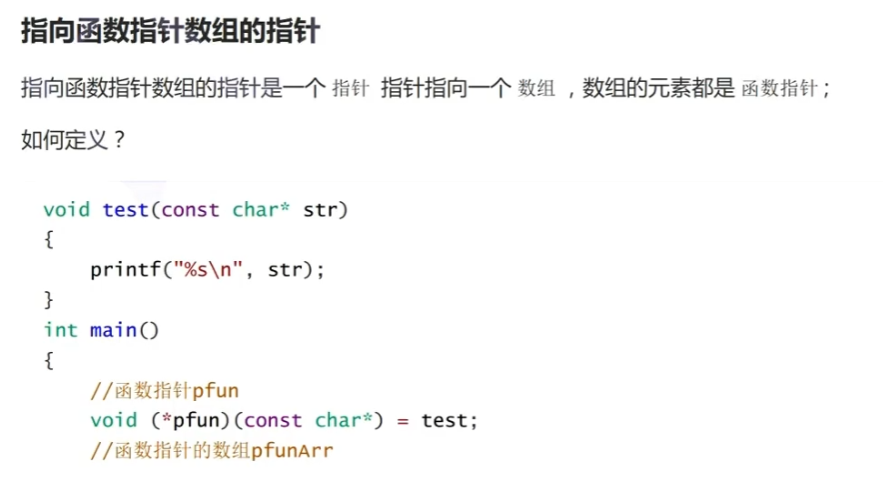 指向函数指针数组的指针
指向函数指针数组的指针是一个 指针 指针指向一个 数组 ，数组的元素都是 函数指针 ;
如何定义？
void test(const char* str)
{
    printf("%s\n", str);
}
int main()
{
    //函数指针pfun
    void (*pfun)(const char*) = test;
    //函数指针的数组pfunArr